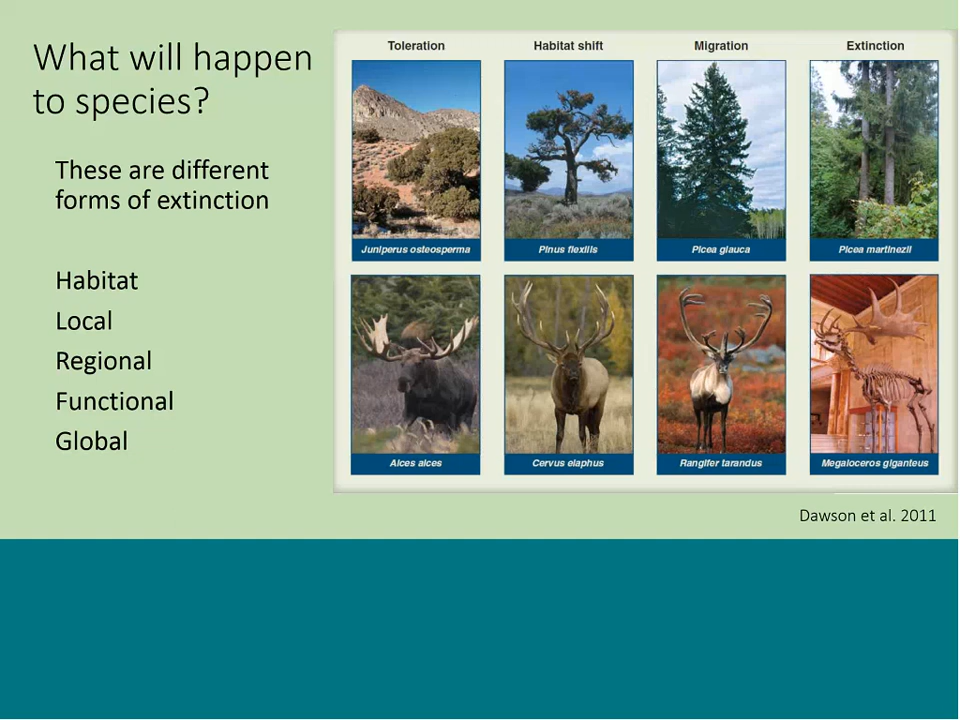 What will happen
to species?
These are different
forms of extinction
Habitat
Local
Regional
Functional
Global
Toleration
Habitat shift
Migration
Extinction
Juniperus osteosperma
Pinus flexilis
Picea glauca
Picea martinezii
Alces alces
Cervus elaphus
Rangifer tarandus
Megaloceros giganteus
Dawson et al. 2011